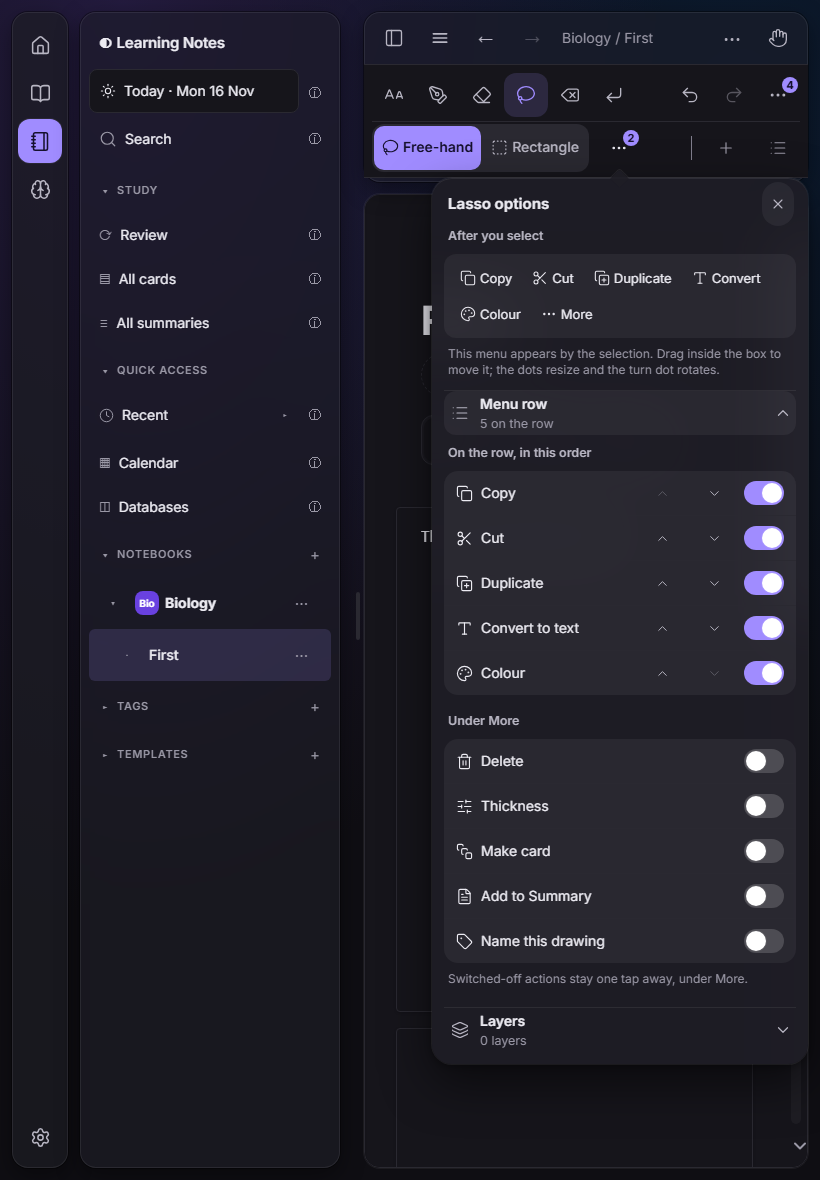 Learning Notes
Today · Mon 16 Nov
Search
STUDY
Review
All cards
All summaries
QUICK ACCESS
Recent
Calendar
Databases
NOTEBOOKS
Bio Biology
First
TAGS
TEMPLATES
Biology / First
AA
4
Free-hand
Rectangle
2
Lasso options
After you select
Copy Cut Duplicate Convert
Colour More
This menu appears by the selection. Drag inside the box to
move it; the dots resize and the turn dot rotates.
Menu row
5 on the row
On the row, in this order
Copy
Cut
Duplicate
Convert to text
Colour
Under More
Delete
Thickness
Make card
Add to Summary
Name this drawing
Switched-off actions stay one tap away, under More.
Layers
0 layers